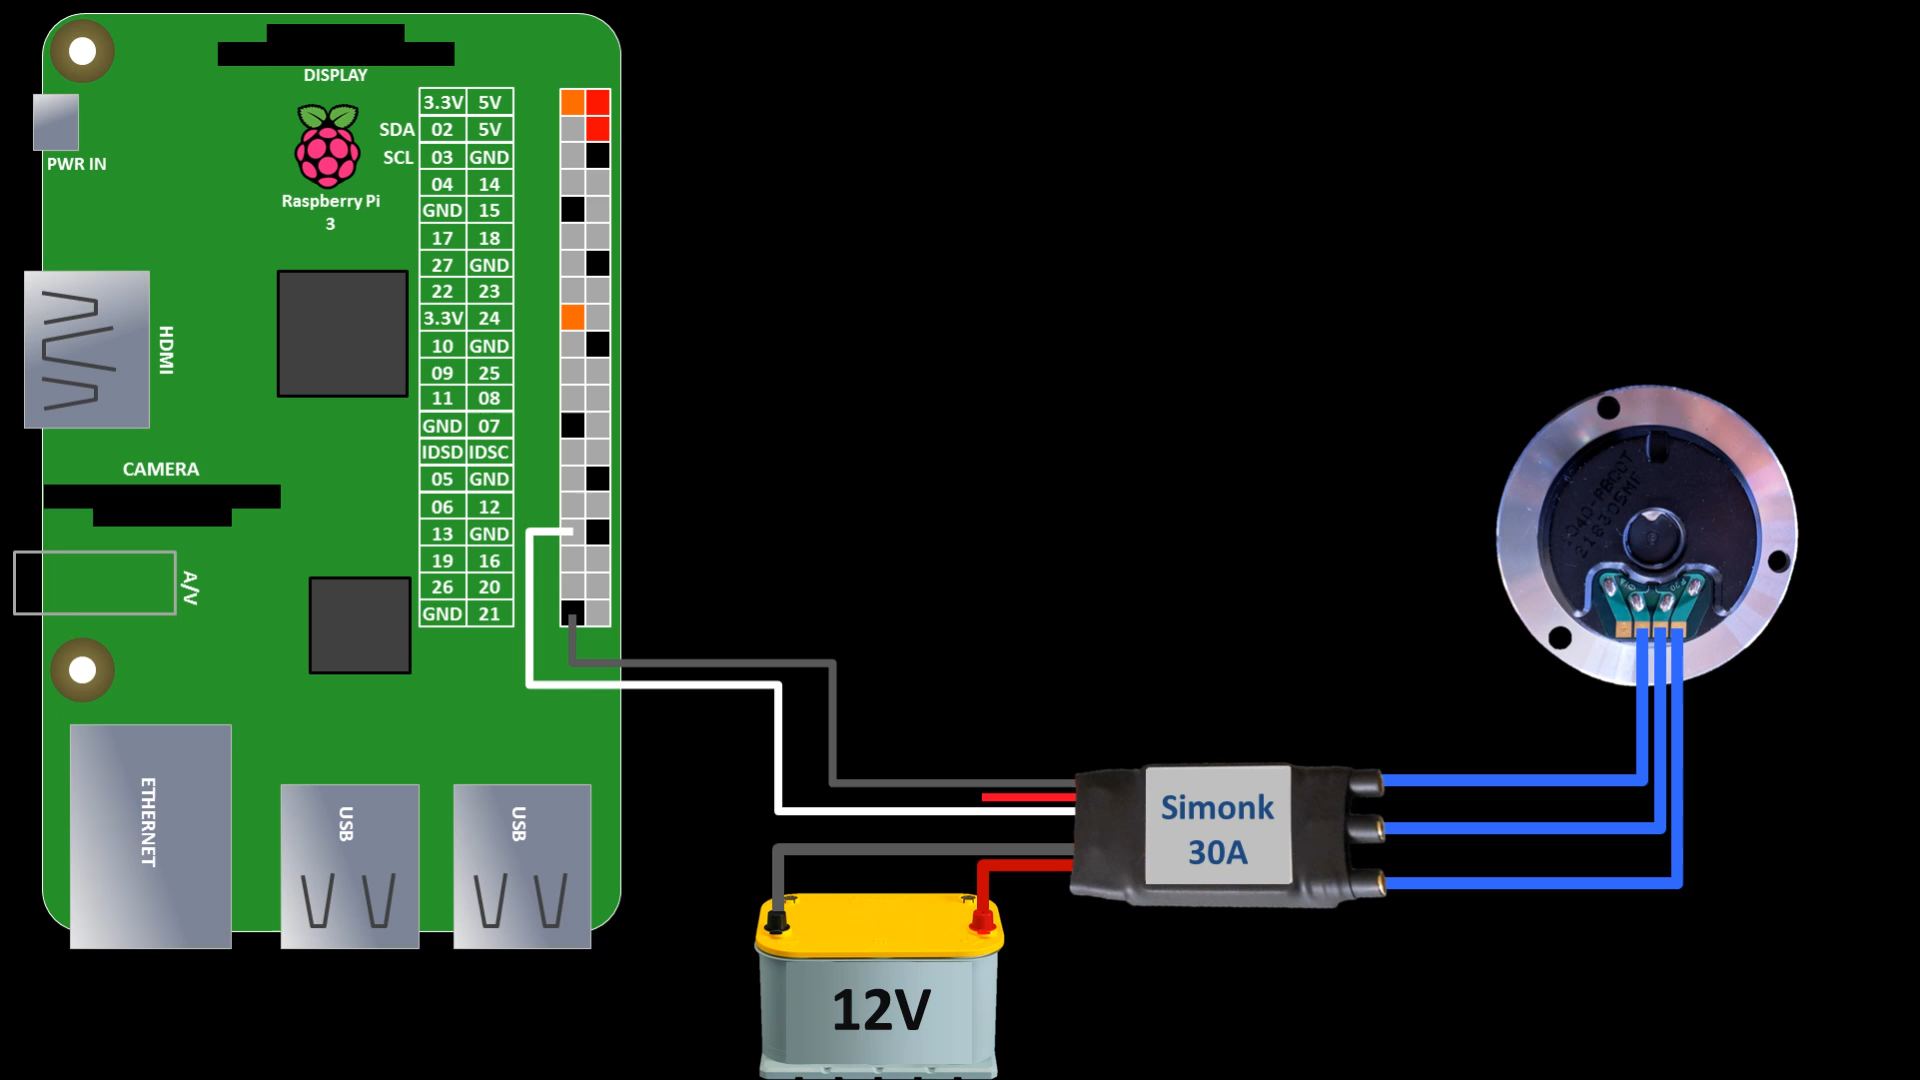 DISPLAY
3.3V 5V
SDA 02 5V
SCL 03 GND
04 14
GND 15
17 18
27 GND
22 23
3.3V 24
10 GND
09 25
11 08
GND 07
IDSD IDSC
05 GND
06 12
13 GND
19 16
26 20
GND 21
PWR IN
Raspberry Pi
3
HDMI
CAMERA
A/V
ETHERNET
USB
USB
Simonk
30A
12V